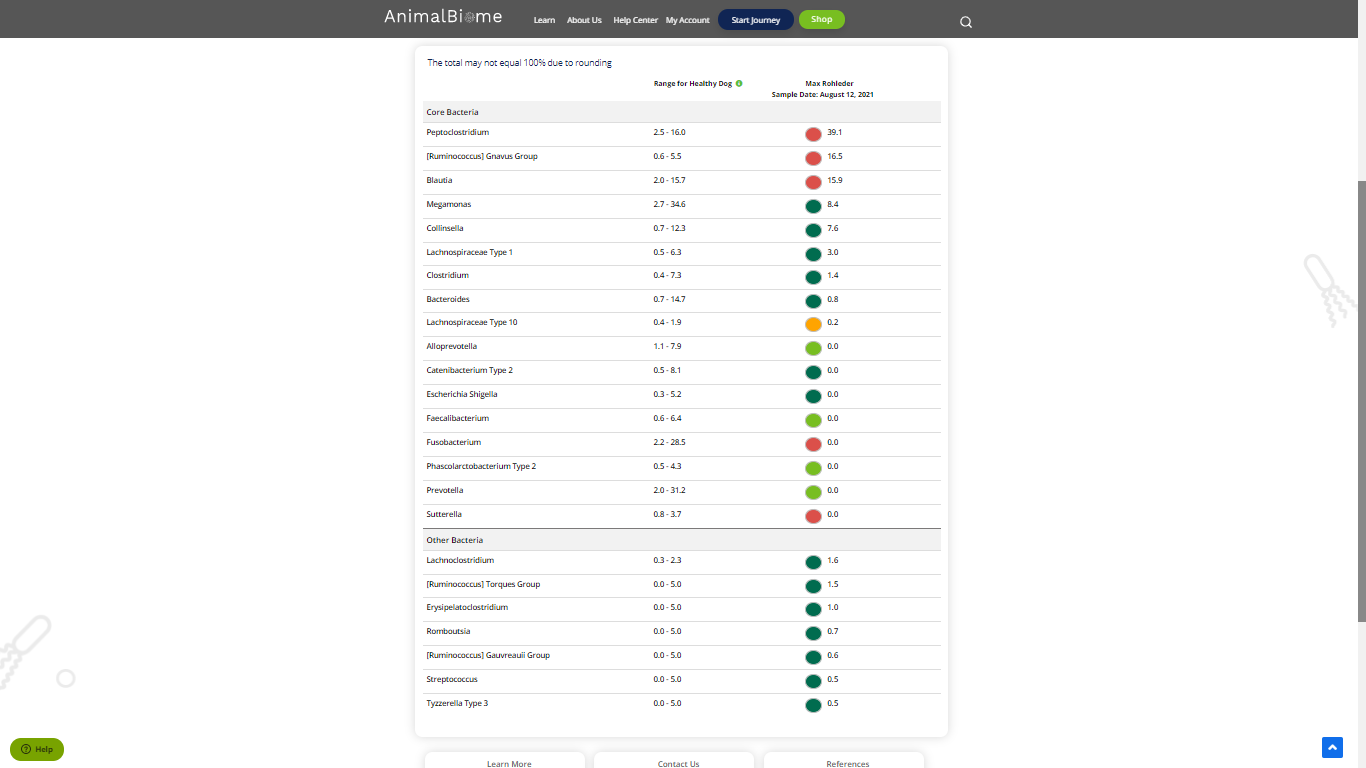 AnimalBiome
Learn About Us Help Center My Account Start Journey Shop
The total may not equal 100% due to rounding
Range for Healthy Dog Max Rohleder
Sample Date: August 12, 2021
Core Bacteria
Peptoclostridium 2.5 - 16.0 39.1
[Ruminococcus] Gnavus Group 0.6 - 5.5 16.5
Blautia 2.0 - 15.7 15.9
Megamonas 2.7 - 34.6 8.4
Collinsella 0.7 - 12.3 7.6
Lachnospiraceae Type 1 0.5 - 6.3 3.0
Clostridium 0.4 - 7.3 1.4
Bacteroides 0.7 - 14.7 0.8
Lachnospiraceae Type 10 0.4 - 1.9 0.2
Alloprevotella 1.1 - 7.9 0.0
Catenibacterium Type 2 0.5 - 8.1 0.0
Escherichia Shigella 0.3 - 5.2 0.0
Faecalibacterium 0.6 - 6.4 0.0
Fusobacterium 2.2 - 28.5 0.0
Phascolarctobacterium Type 2 0.5 - 4.3 0.0
Prevotella 2.0 - 31.2 0.0
Sutterella 0.8 - 3.7 0.0
Other Bacteria
Lachnoclostridium 0.3 - 2.3 1.6
[Ruminococcus] Torques Group 0.0 - 5.0 1.5
Erysipelatoclostridium 0.0 - 5.0 1.0
Romboutsia 0.0 - 5.0 0.7
[Ruminococcus] Gauvreauii Group 0.0 - 5.0 0.6
Streptococcus 0.0 - 5.0 0.5
Tyzzerella Type 3 0.0 - 5.0 0.5
Help
Learn More Contact Us References